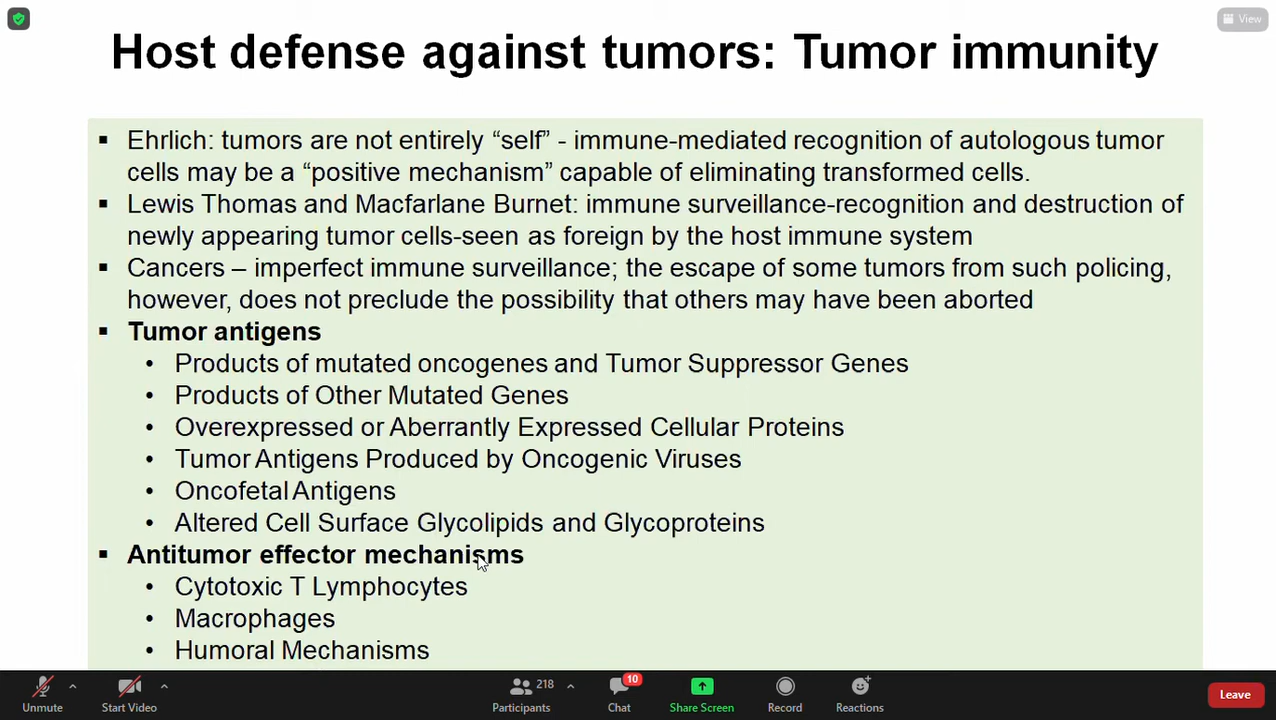 View
Host defense against tumors: Tumor immunity
▪ Ehrlich: tumors are not entirely “self” - immune-mediated recognition of autologous tumor
cells may be a “positive mechanism” capable of eliminating transformed cells.
▪ Lewis Thomas and Macfarlane Burnet: immune surveillance-recognition and destruction of
newly appearing tumor cells-seen as foreign by the host immune system
▪ Cancers – imperfect immune surveillance; the escape of some tumors from such policing,
however, does not preclude the possibility that others may have been aborted
▪ Tumor antigens
• Products of mutated oncogenes and Tumor Suppressor Genes
• Products of Other Mutated Genes
• Overexpressed or Aberrantly Expressed Cellular Proteins
• Tumor Antigens Produced by Oncogenic Viruses
• Oncofetal Antigens
• Altered Cell Surface Glycolipids and Glycoproteins
▪ Antitumor effector mechanisms
• Cytotoxic T Lymphocytes
• Macrophages
• Humoral Mechanisms
218 10
Unmute Start Video Participants Chat Share Screen Record Reactions Leave